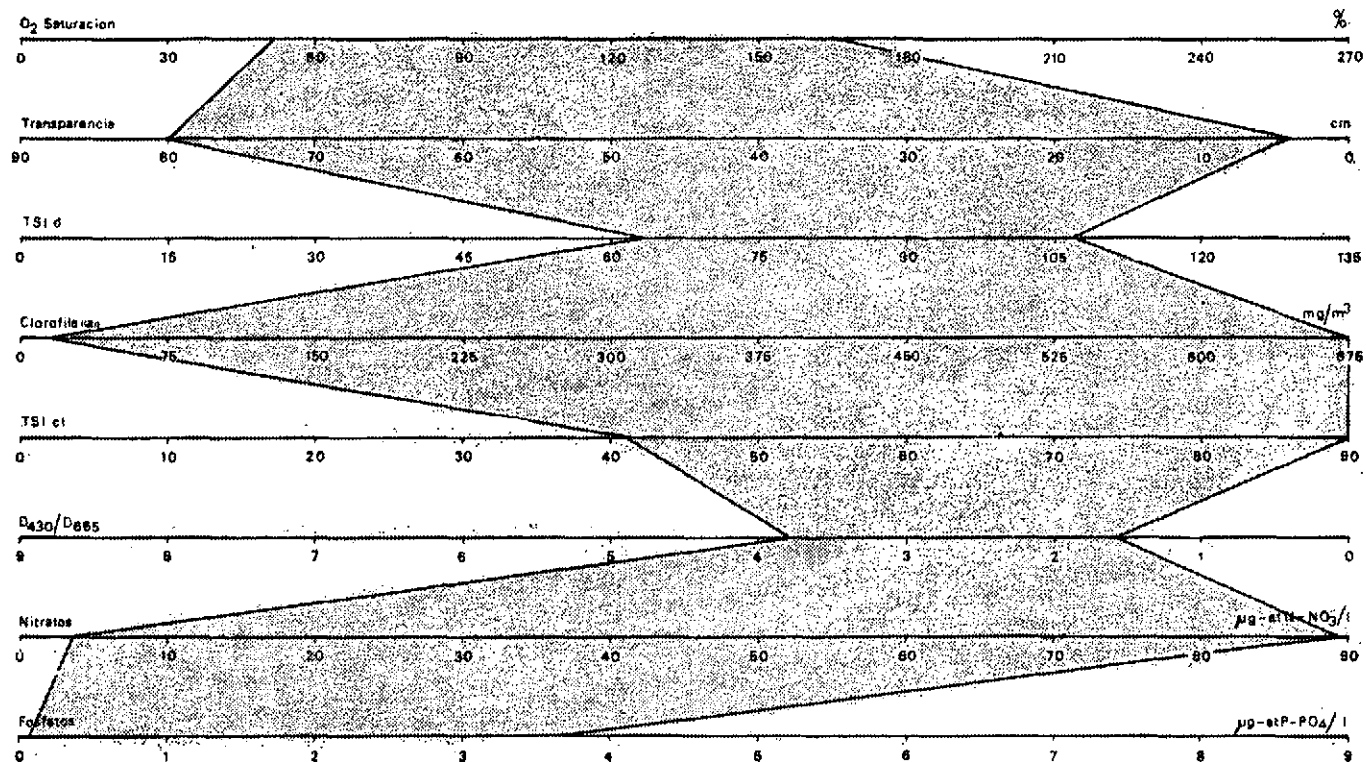 O2 Saturacion %
0 30 60 90 120 150 180 210 240 270
Transparencia cm
90 80 70 60 50 40 30 20 10 0
TSI d
0 15 30 45 60 75 90 105 120 135
mg/m³
0 75 150 225 300 375 450 525 600 675
TSI cl
0 10 20 30 40 50 60 70 80 90
D430/D665
9 8 7 6 5 4 3 2 1 0
Nitratos µg-atN-NO3/l
0 10 20 30 40 50 60 70 80 90
Fosfatos µg-atP-PO4/l
0 1 2 3 4 5 6 7 8 9